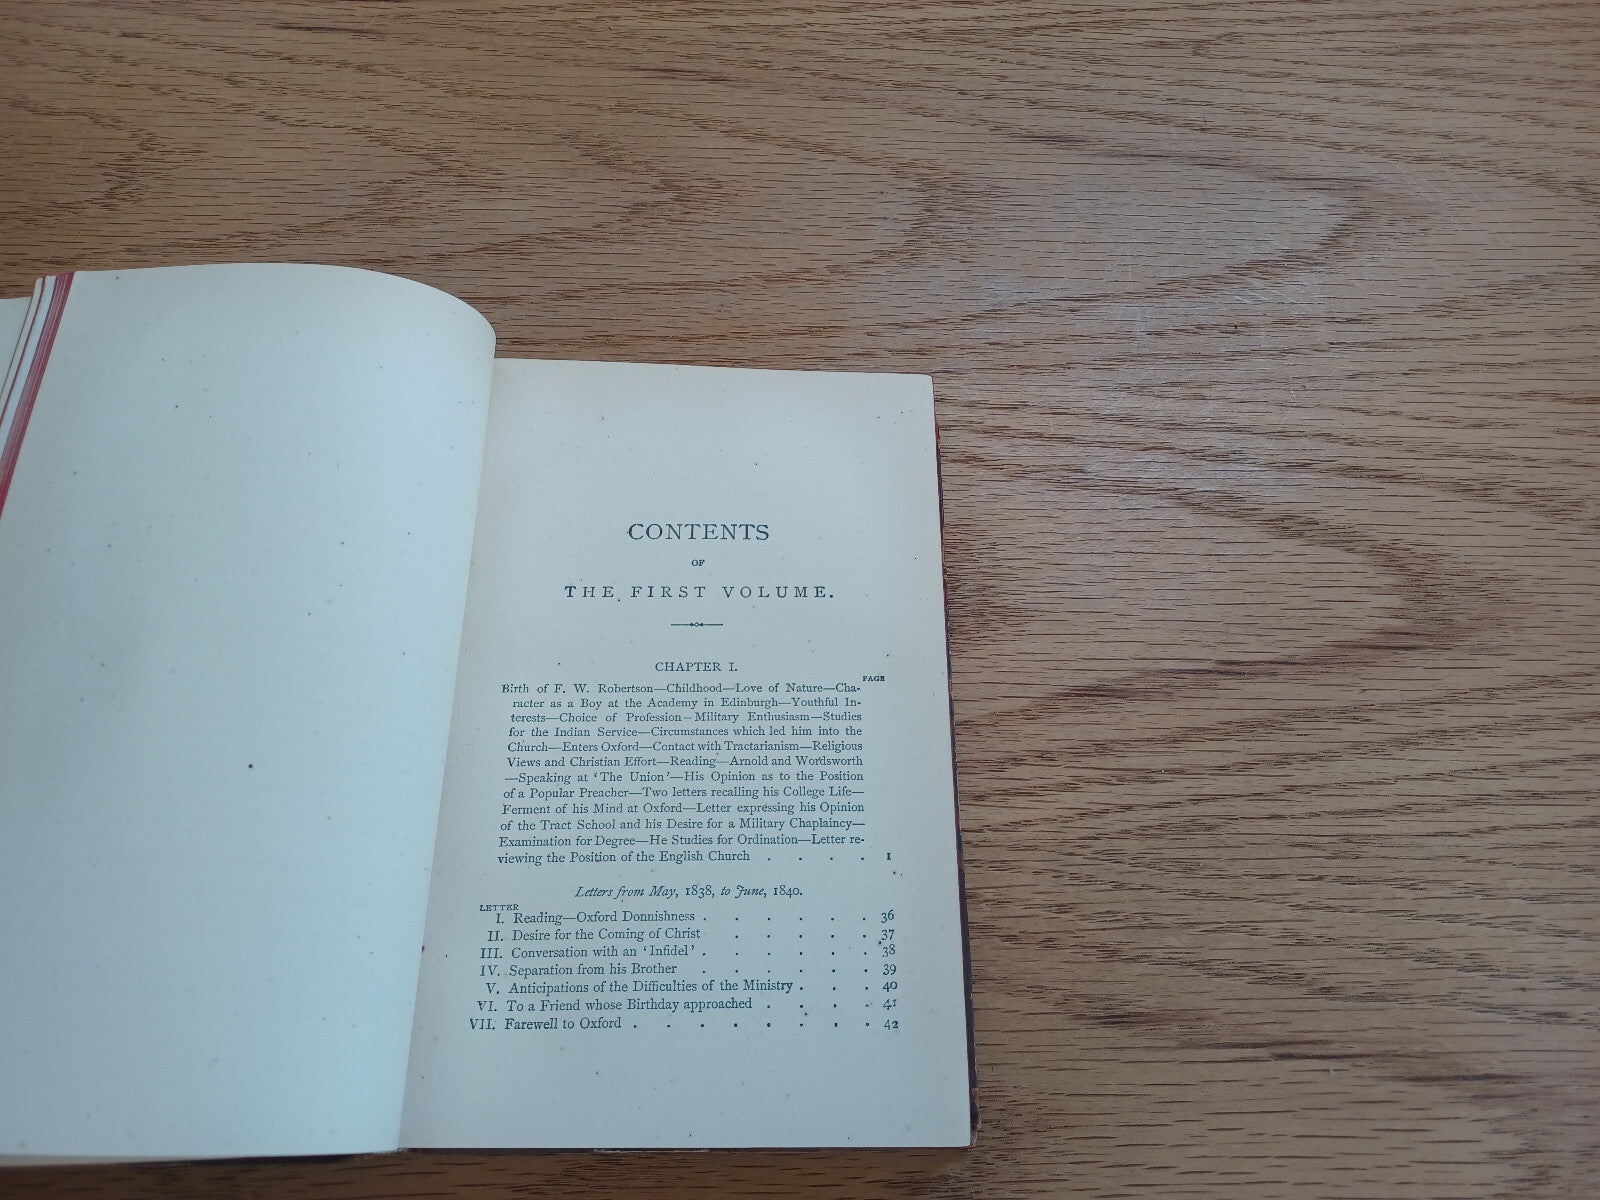 CONTENTS
OF
THE FIRST VOLUME.
CHAPTER I.
PAGE
Birth of F. W. Robertson—Childhood—Love of Nature—Cha-
racter as a Boy at the Academy in Edinburgh—Youthful In-
terests—Choice of Profession—Military Enthusiasm—Studies
for the Indian Service—Circumstances which led him into the
Church—Enters Oxford—Contact with Tractarianism—Religious
Views and Christian Effort—Reading—Arnold and Wordsworth
—Speaking at ‘The Union’—His Opinion as to the Position
of a Popular Preacher—Two letters recalling his College Life—
Ferment of his Mind at Oxford—Letter expressing his Opinion
of the Tract School and his Desire for a Military Chaplaincy—
Examination for Degree—He Studies for Ordination—Letter re-
viewing the Position of the English Church . . . . 1
Letters from May, 1838, to June, 1840.
LETTER
I. Reading—Oxford Donnishness . . . . . . 36
II. Desire for the Coming of Christ . . . . . 37
III. Conversation with an ‘Infidel’ . . . . . . 38
IV. Separation from his Brother . . . . . . 39
V. Anticipations of the Difficulties of the Ministry . . . 40
VI. To a Friend whose Birthday approached . . . . 41
VII. Farewell to Oxford . . . . . . . . 42